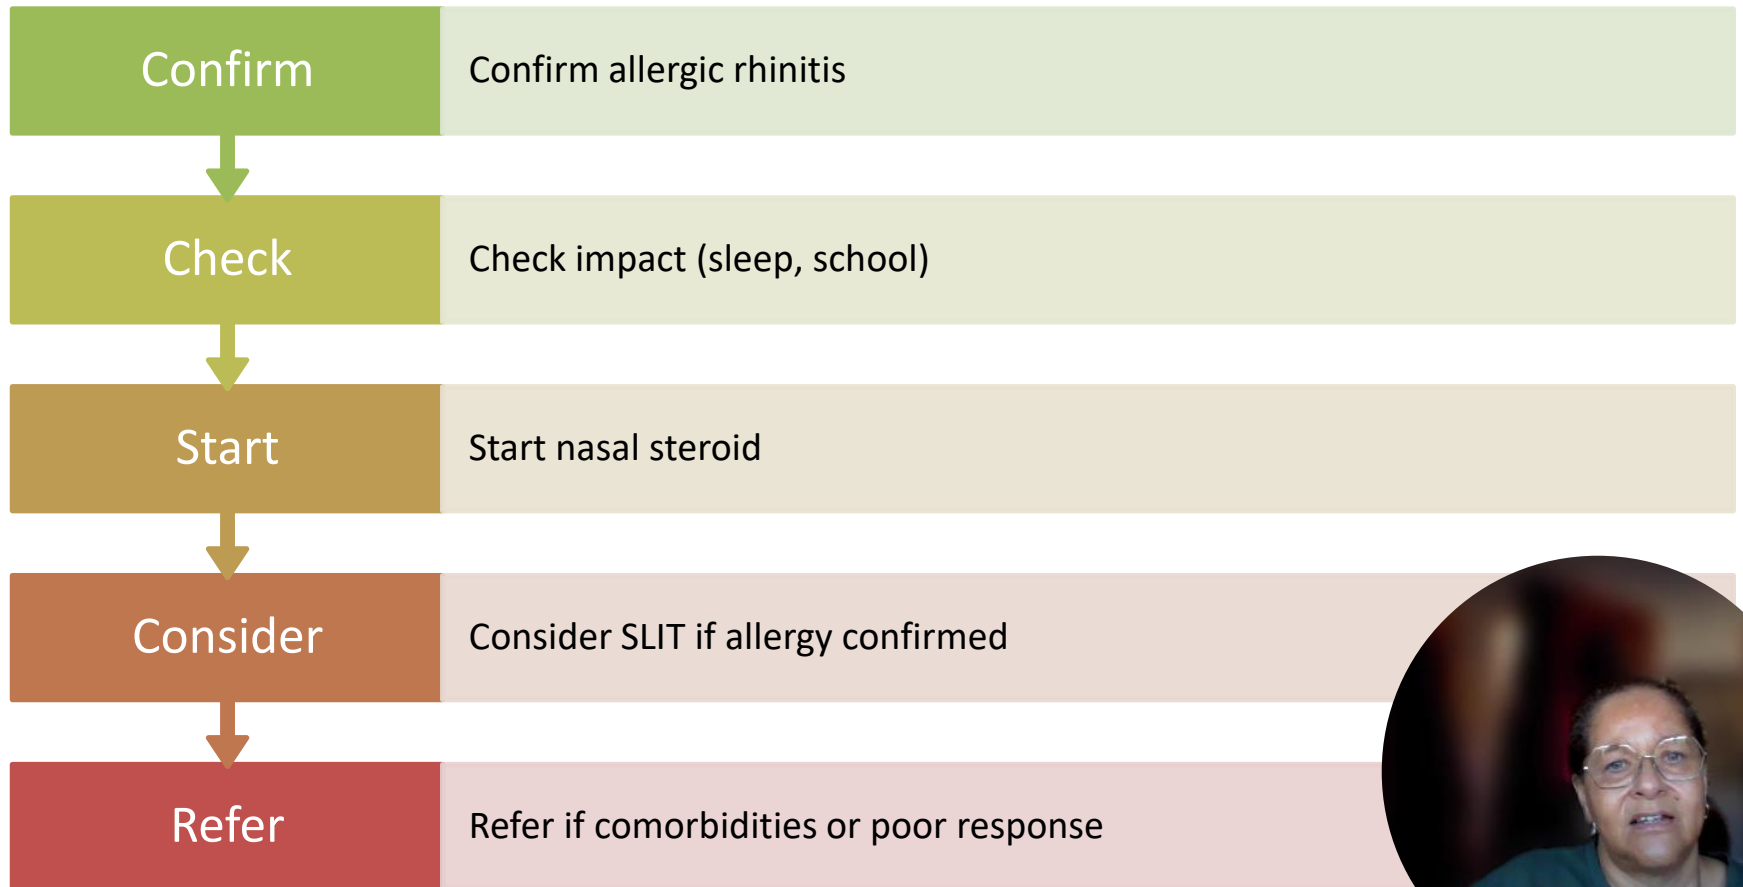 Confirm
Confirm allergic rhinitis
Check
Check impact (sleep, school)
Start
Start nasal steroid
Consider
Consider SLIT if allergy confirmed
Refer
Refer if comorbidities or poor response